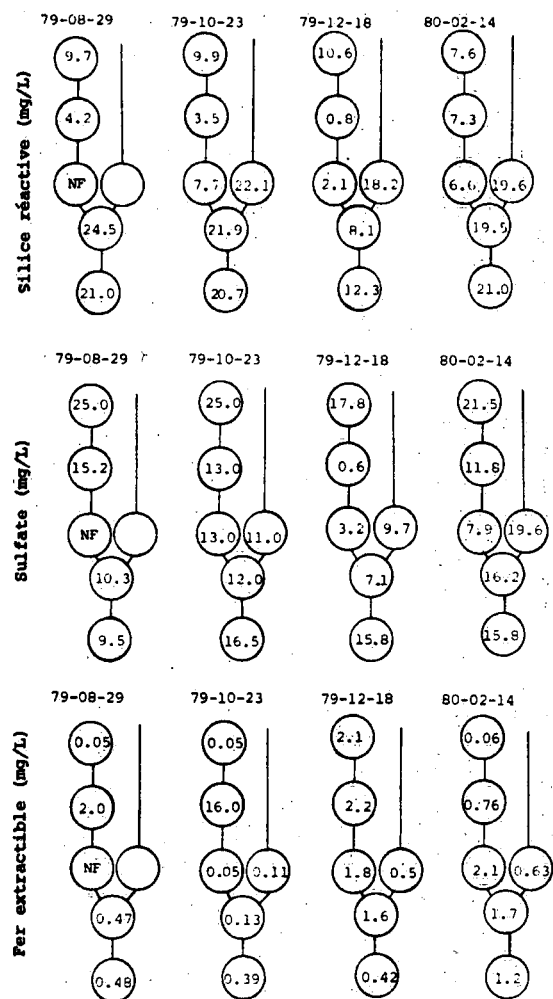 79-08-29 79-10-23 79-12-18 80-02-14
Silice réactive (mg/L)
9.7 9.9 10.6 7.6
4.2 3.5 0.8 7.3
NF 7.7 22.1 2.1 18.2 6.6 19.6
24.5 21.9 8.1 19.5
21.0 20.7 12.3 21.0
79-08-29 79-10-23 79-12-18 80-02-14
Sulfate (mg/L)
25.0 25.0 17.8 21.5
15.2 13.0 0.6 11.8
NF 13.0 11.0 3.2 9.7 7.9 19.6
10.3 12.0 7.1 16.2
9.5 16.5 15.8 15.8
79-08-29 79-10-23 79-12-18 80-02-14
Fer extractible (mg/L)
0.05 0.05 2.1 0.06
2.0 16.0 2.2 0.76
NF 0.05 0.11 1.8 0.5 2.1 0.63
0.47 0.13 1.6 1.7
0.48 0.39 0.42 1.2